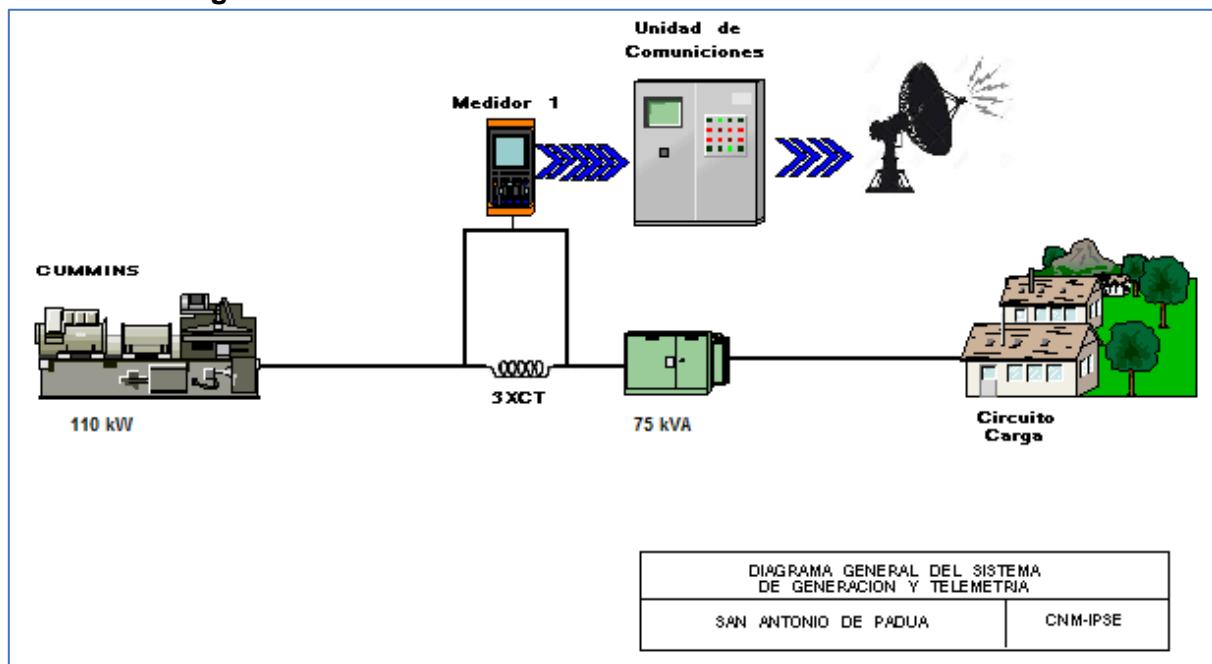 Unidad de
Comuniciones
Medidor 1
CUMMINS
3XCT
110 kW
75 kVA
Circuito
Carga
DIAGRAMA GENERAL DEL SISTEMA
DE GENERACION Y TELEMETRIA
SAN ANTONIO DE PADUA
CNM-IPSE